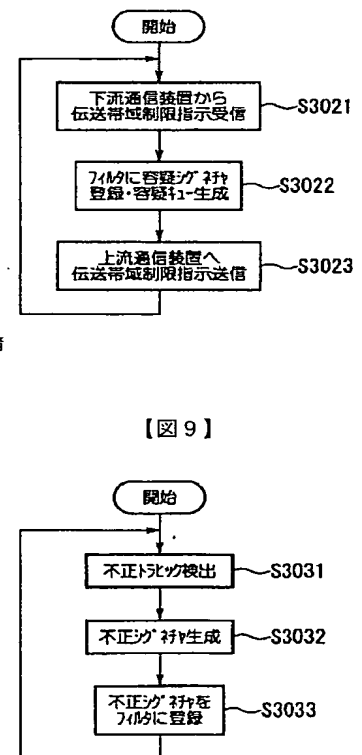 開始
下流通信装置から
伝送帯域制限指示受信
S3021
フィルタに容疑シグネチャ
登録・容疑キュー生成
S3022
上流通信装置へ
伝送帯域制限指示送信
S3023
【図9】
開始
不正トラヒック検出
S3031
不正シグネチャ生成
S3032
不正シグネチャを
フィルタに登録
S3033